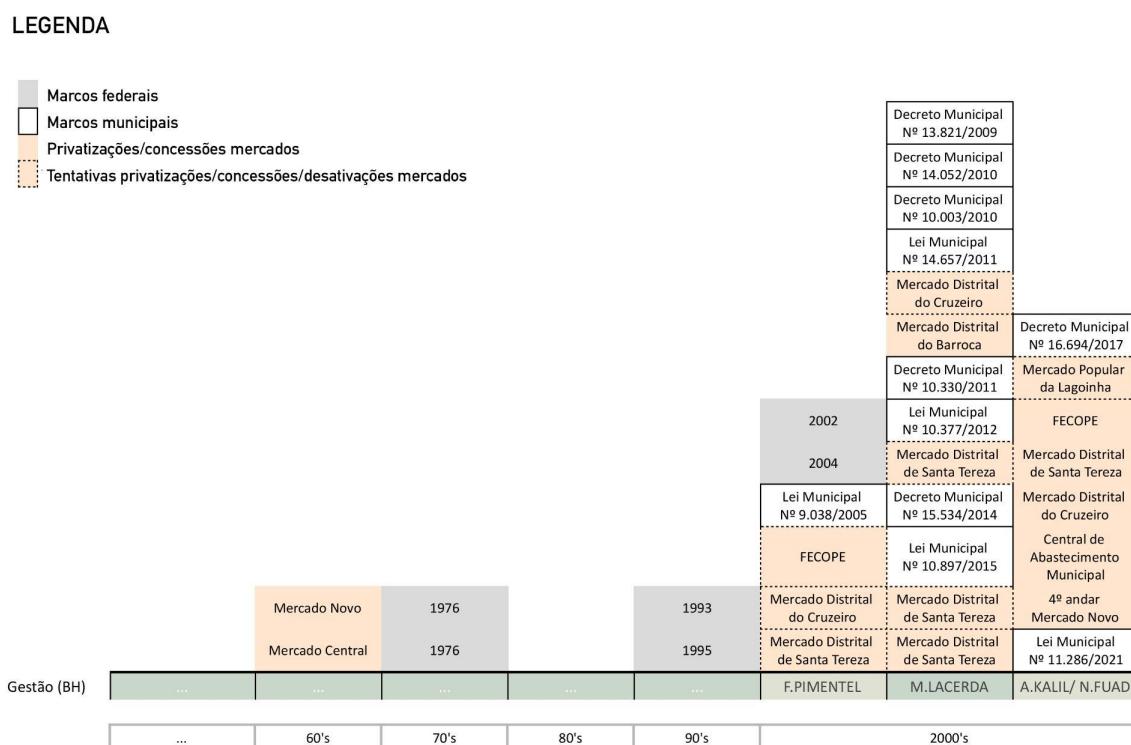 LEGENDA
Marcos federais
Marcos municipais
Privatizações/concessões mercados
Tentativas privatizações/concessões/desativações mercados
Mercado Novo
Mercado Central
1976
1976
1993
1995
2002
2004
Lei Municipal
Nº 9.038/2005
FECOPE
Mercado Distrital
do Cruzeiro
Mercado Distrital
de Santa Tereza
Decreto Municipal
Nº 13.821/2009
Decreto Municipal
Nº 14.052/2010
Decreto Municipal
Nº 10.003/2010
Lei Municipal
Nº 14.657/2011
Mercado Distrital
do Cruzeiro
Mercado Distrital
do Barroca
Decreto Municipal
Nº 10.330/2011
Lei Municipal
Nº 10.377/2012
Mercado Distrital
de Santa Tereza
Decreto Municipal
Nº 15.534/2014
Lei Municipal
Nº 10.897/2015
Mercado Distrital
de Santa Tereza
Mercado Distrital
de Santa Tereza
Decreto Municipal
Nº 16.694/2017
Mercado Popular
da Lagoinha
FECOPE
Mercado Distrital
de Santa Tereza
Mercado Distrital
do Cruzeiro
Central de
Abastecimento
Municipal
4º andar
Mercado Novo
Lei Municipal
Nº 11.286/2021
Gestão (BH)
...
...
...
...
...
F.PIMENTEL
M.LACERDA
A.KALIL/ N.FUAD
...
60's
70's
80's
90's
2000's